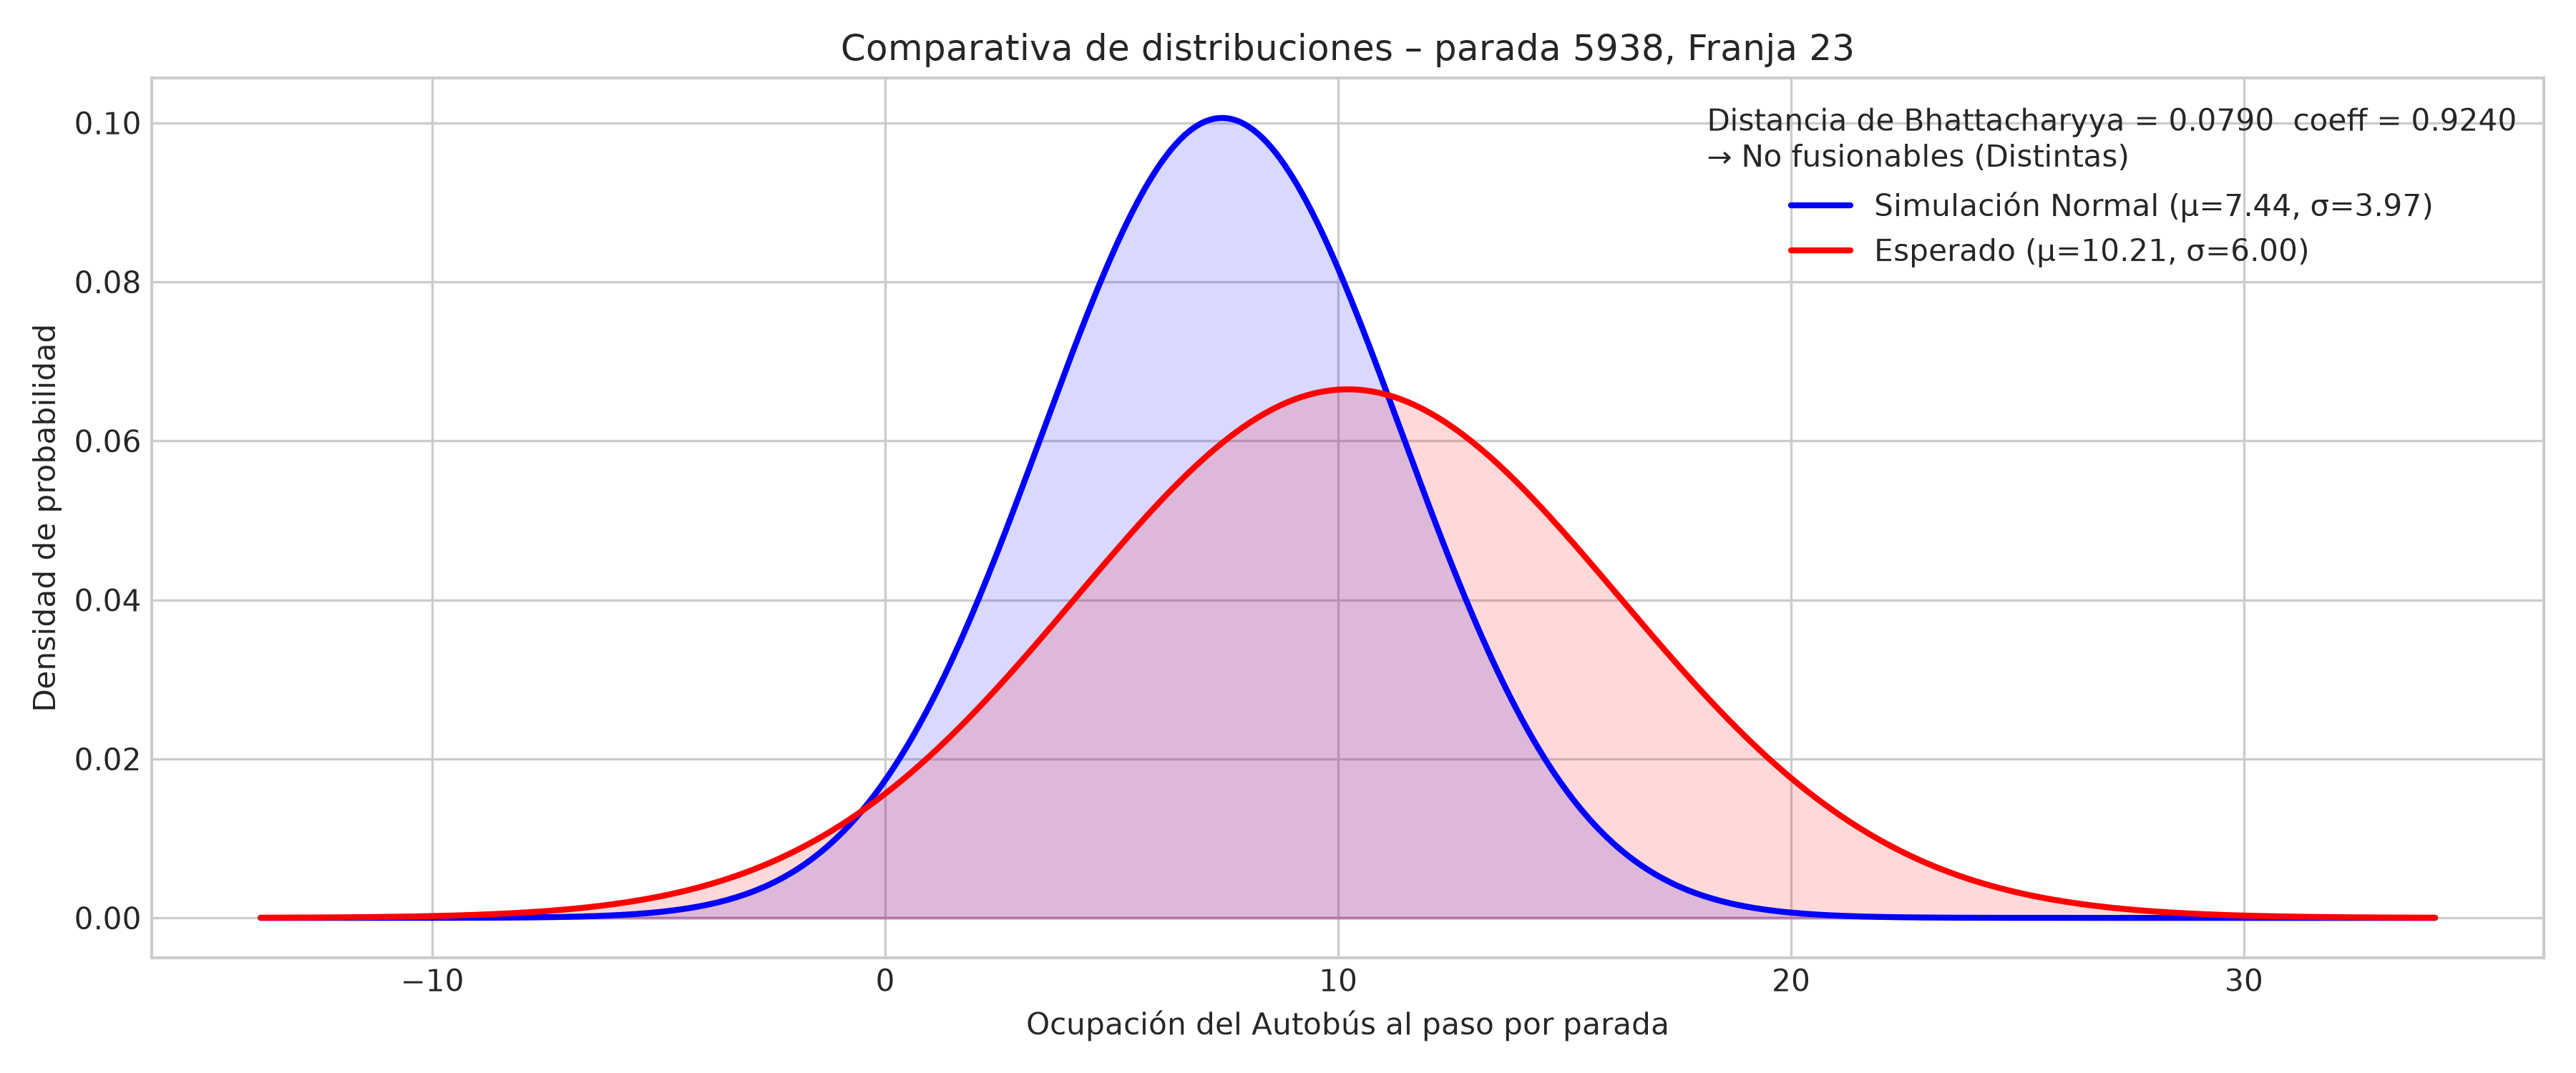 Comparativa de distribuciones – parada 5938, Franja 23
Distancia de Bhattacharyya = 0.0790  coeff = 0.9240
→ No fusionables (Distintas)
Simulación Normal (μ=7.44, σ=3.97)
Esperado (μ=10.21, σ=6.00)
Densidad de probabilidad
0.10
0.08
0.06
0.04
0.02
0.00
−10 0 10 20 30
Ocupación del Autobús al paso por parada